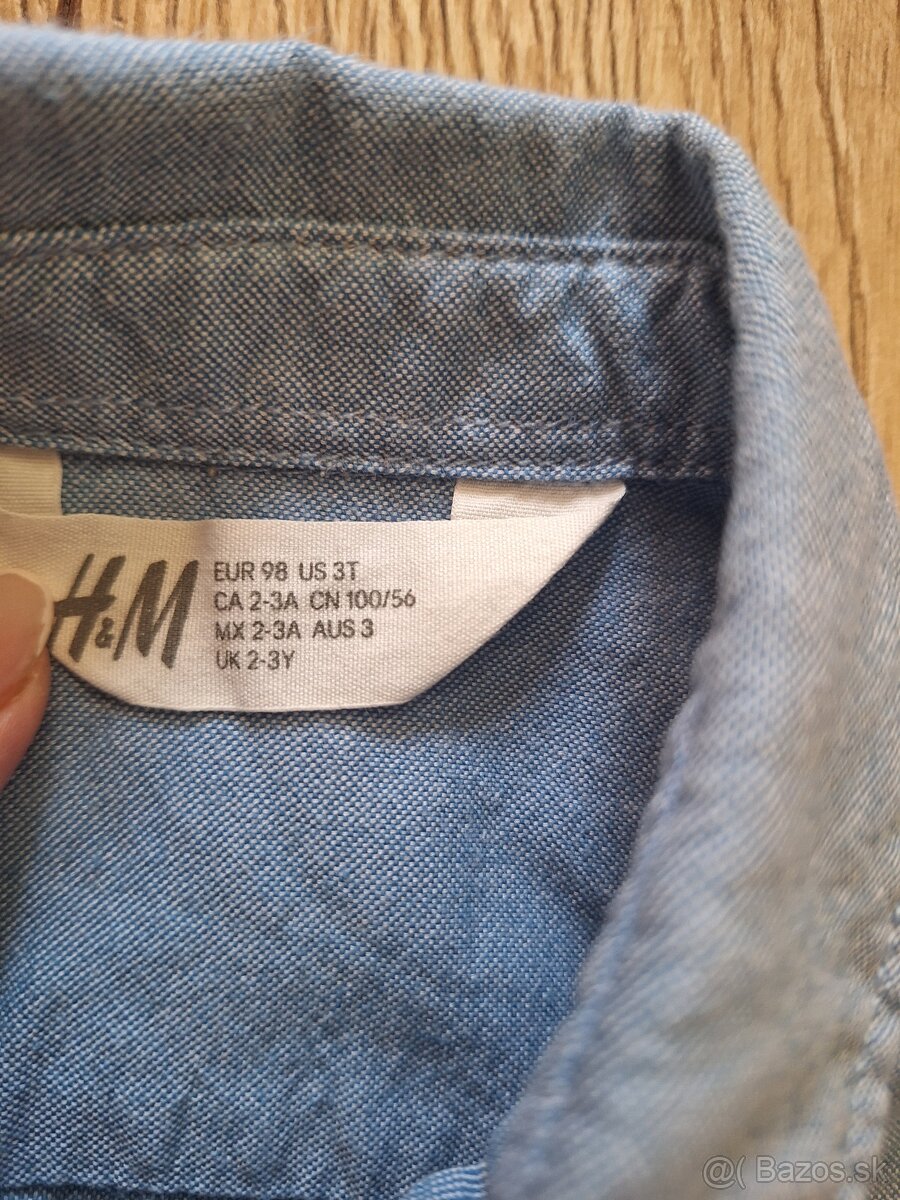 H&M
EUR 98 US 3T
CA 2-3A CN 100/56
MX 2-3A AUS 3
UK 2-3Y
@( Bazos.sk